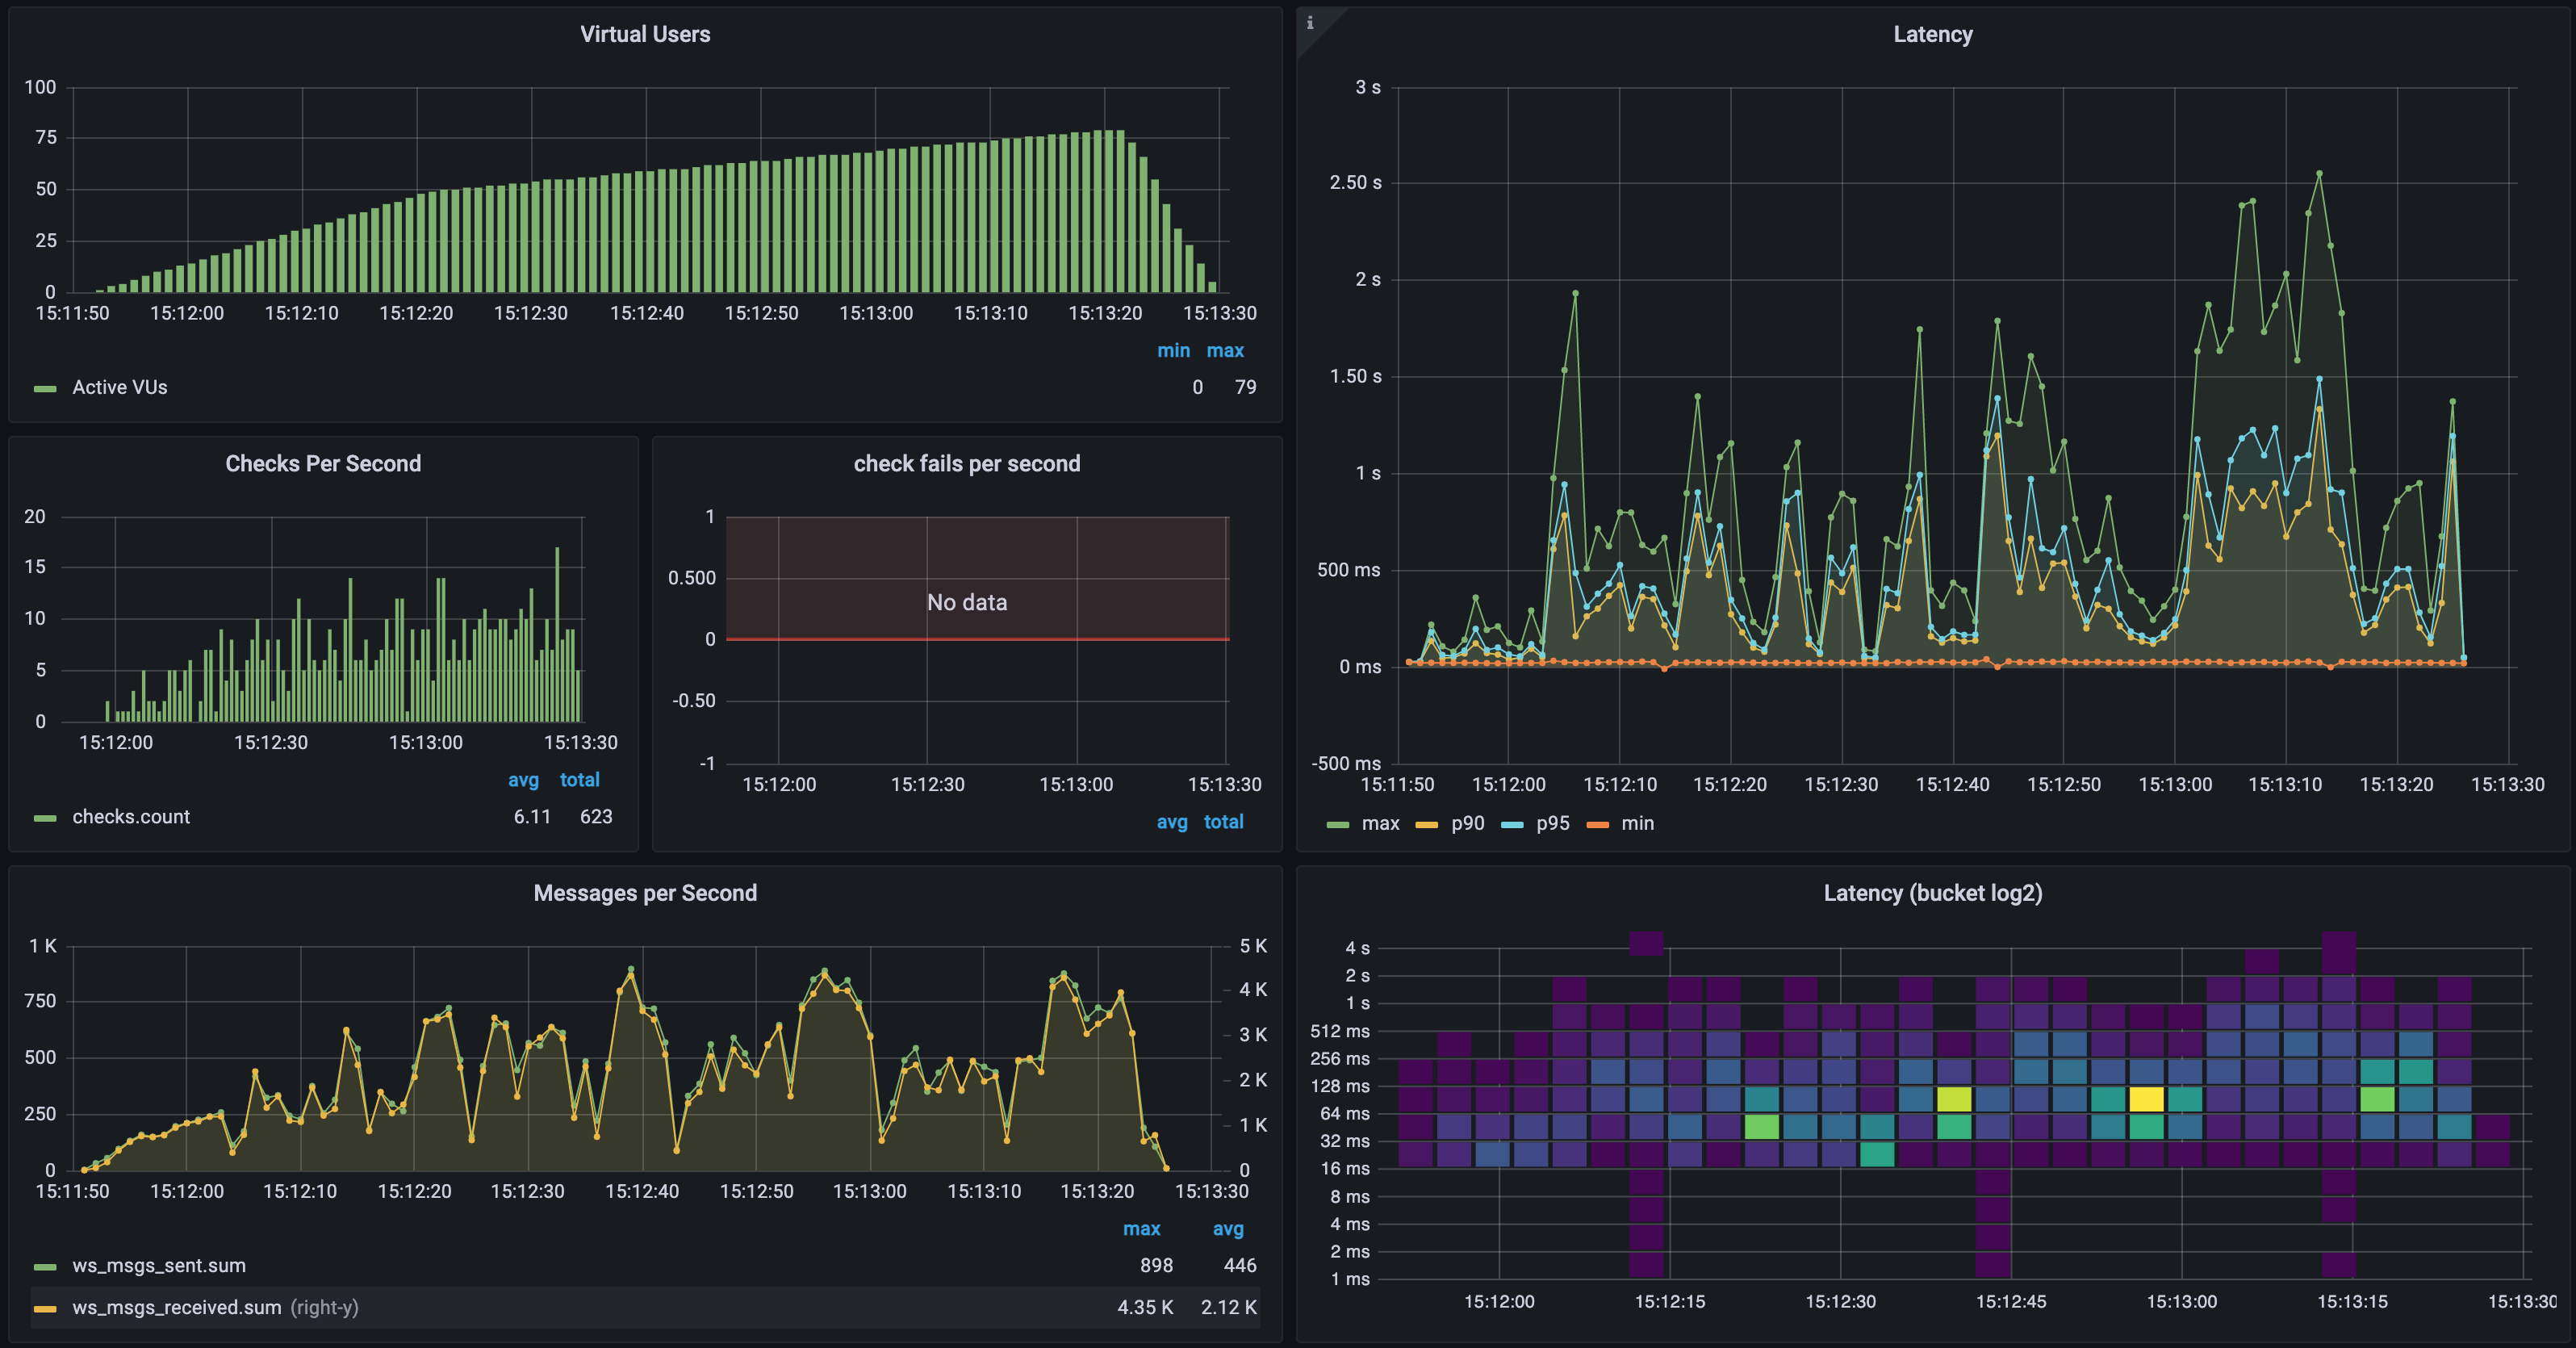 Virtual Users
100
75
50
25
0
15:11:50 15:12:00 15:12:10 15:12:20 15:12:30 15:12:40 15:12:50 15:13:00 15:13:10 15:13:20 15:13:30
min max
Active VUs 0 79
i
Latency
3 s
2.50 s
2 s
1.50 s
1 s
500 ms
0 ms
-500 ms
15:11:50 15:12:00 15:12:10 15:12:20 15:12:30 15:12:40 15:12:50 15:13:00 15:13:10 15:13:20 15:13:30
max p90 p95 min
Checks Per Second
20
15
10
5
0
15:12:00 15:12:30 15:13:00 15:13:30
avg total
checks.count 6.11 623
check fails per second
1
0.500
No data
0
-0.50
-1
15:12:00 15:12:30 15:13:00 15:13:30
avg total
Messages per Second
1 K 5 K
750 4 K
3 K
500
2 K
250
1 K
0 0
15:11:50 15:12:00 15:12:10 15:12:20 15:12:30 15:12:40 15:12:50 15:13:00 15:13:10 15:13:20 15:13:30
max avg
ws_msgs_sent.sum 898 446
ws_msgs_received.sum (right-y) 4.35 K 2.12 K
Latency (bucket log2)
4 s
2 s
1 s
512 ms
256 ms
128 ms
64 ms
32 ms
16 ms
8 ms
4 ms
2 ms
1 ms
15:12:00 15:12:15 15:12:30 15:12:45 15:13:00 15:13:15 15:13:30